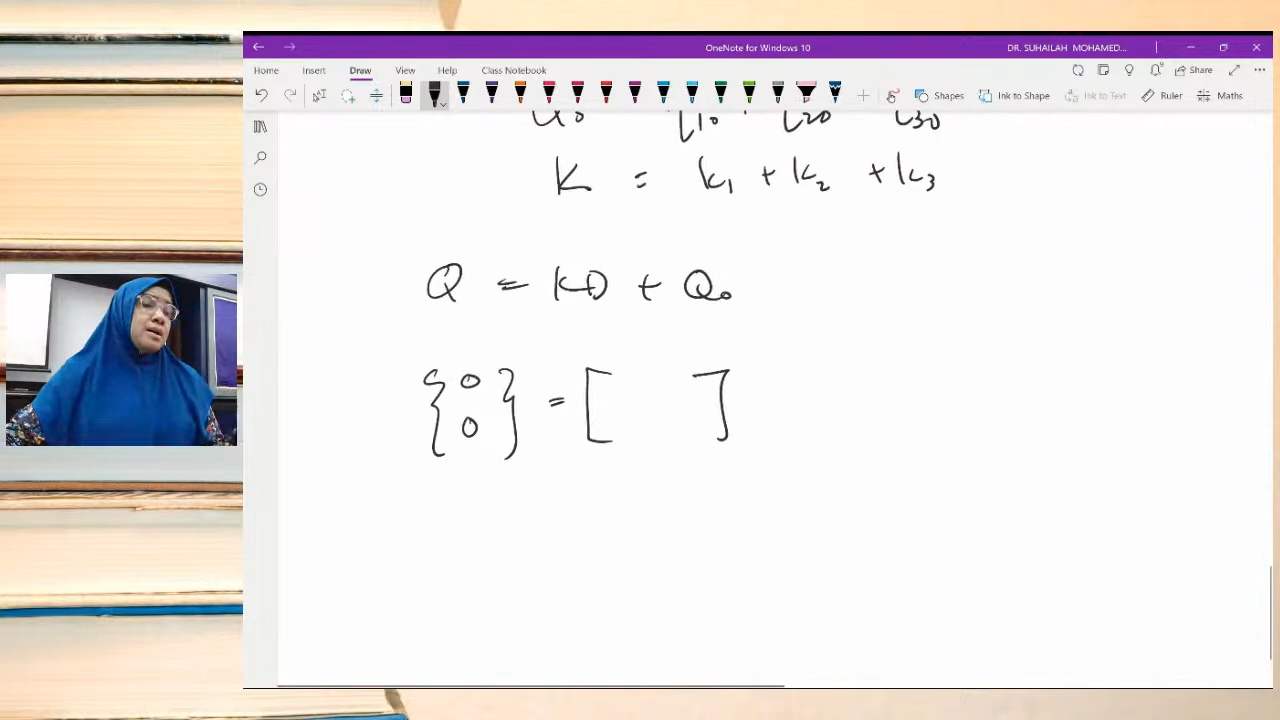 OneNote for Windows 10
DR. SUHAILAH MOHAMED...
Home Insert Draw View Help Class Notebook
Share
Shapes Ink to Shape Ink to Text Ruler Maths
K = k1 + k2 + k3
Q = KD + Q0
{0 0} = [ ]